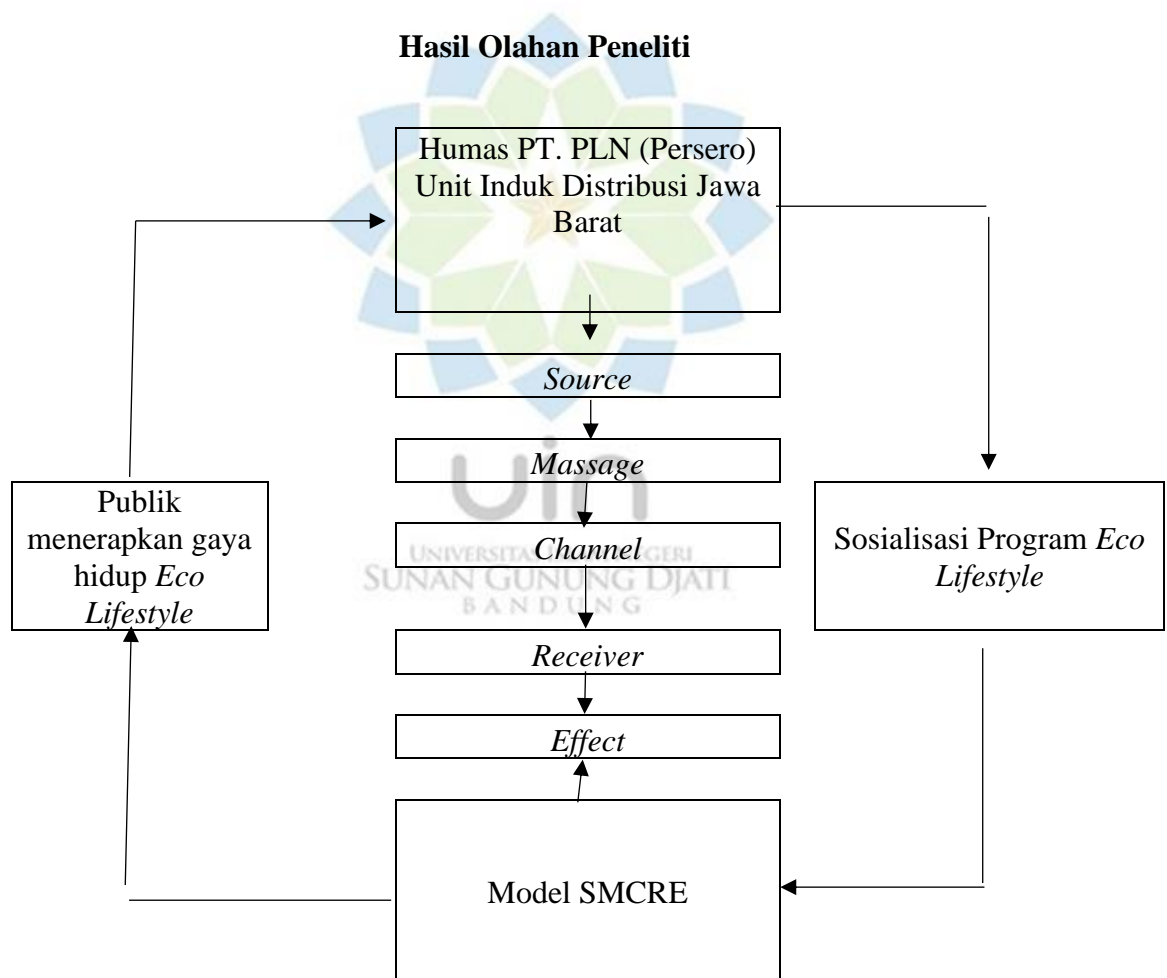 Hasil Olahan Peneliti
Humas PT. PLN (Persero)
Unit Induk Distribusi Jawa
Barat
Source
Massage
uin
Publik
menerapkan gaya
hidup Eco
Lifestyle
Channel
UNIVERSITAS ISLAM NEGERI
SUNAN GUNUNG DJATI
BANDUNG
Sosialisasi Program Eco
Lifestyle
Receiver
Effect
Model SMCRE